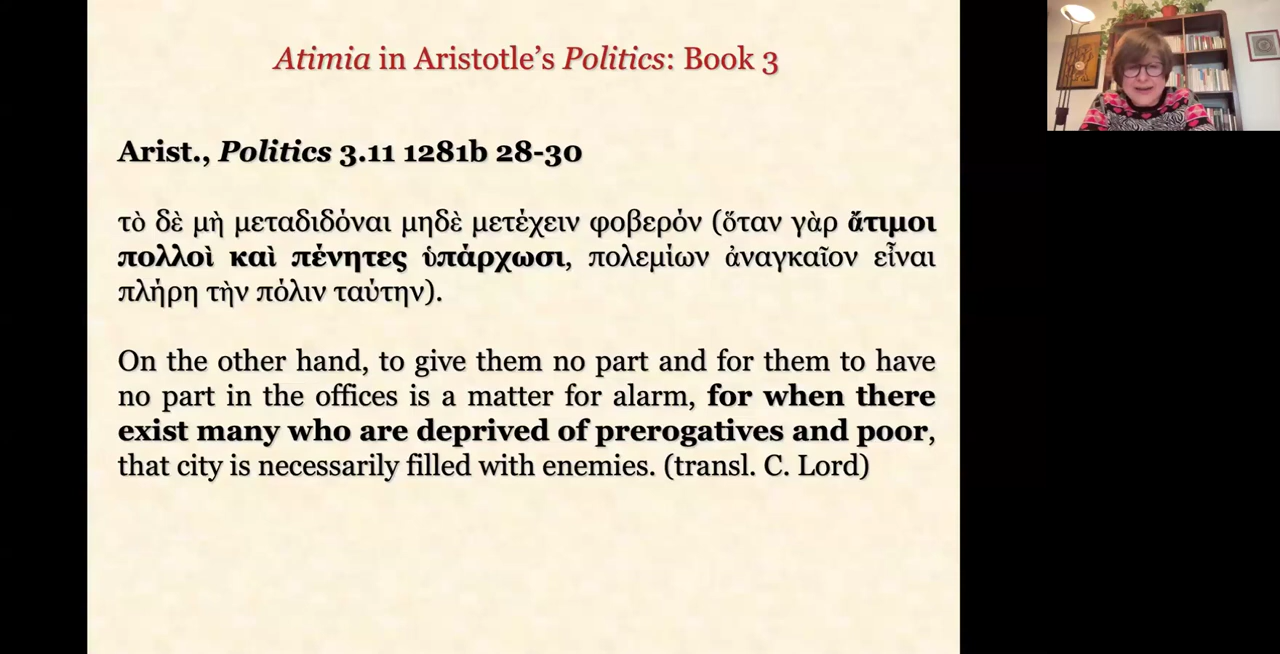 Atimia in Aristotle’s Politics: Book 3
Arist., Politics 3.11 1281b 28-30
τὸ δὲ μὴ μεταδιδόναι μηδὲ μετέχειν φοβερόν (ὅταν γὰρ ἄτιμοι
πολλοὶ καὶ πένητες ὑπάρχωσι, πολεμίων ἀναγκαῖον εἶναι
πλήρη τὴν πόλιν ταύτην).
On the other hand, to give them no part and for them to have
no part in the offices is a matter for alarm, for when there
exist many who are deprived of prerogatives and poor,
that city is necessarily filled with enemies. (transl. C. Lord)